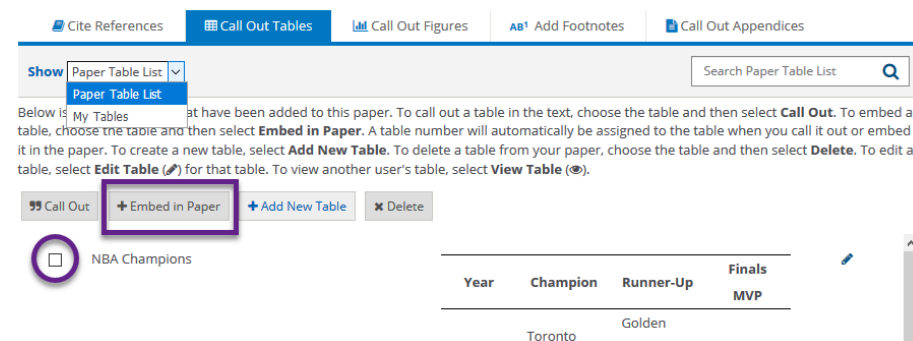 Cite References Call Out Tables Call Out Figures AB¹ Add Footnotes Call Out Appendices
Show Paper Table List Search Paper Table List
Paper Table List
My Tables
Below is at have been added to this paper. To call out a table in the text, choose the table and then select Call Out. To embed a
table, choose the table and then select Embed in Paper. A table number will automatically be assigned to the table when you call it out or embed
it in the paper. To create a new table, select Add New Table. To delete a table from your paper, choose the table and then select Delete. To edit a
table, select Edit Table () for that table. To view another user's table, select View Table ().
Call Out + Embed in Paper + Add New Table × Delete
NBA Champions
Year Champion Runner-Up Finals MVP
Toronto Golden